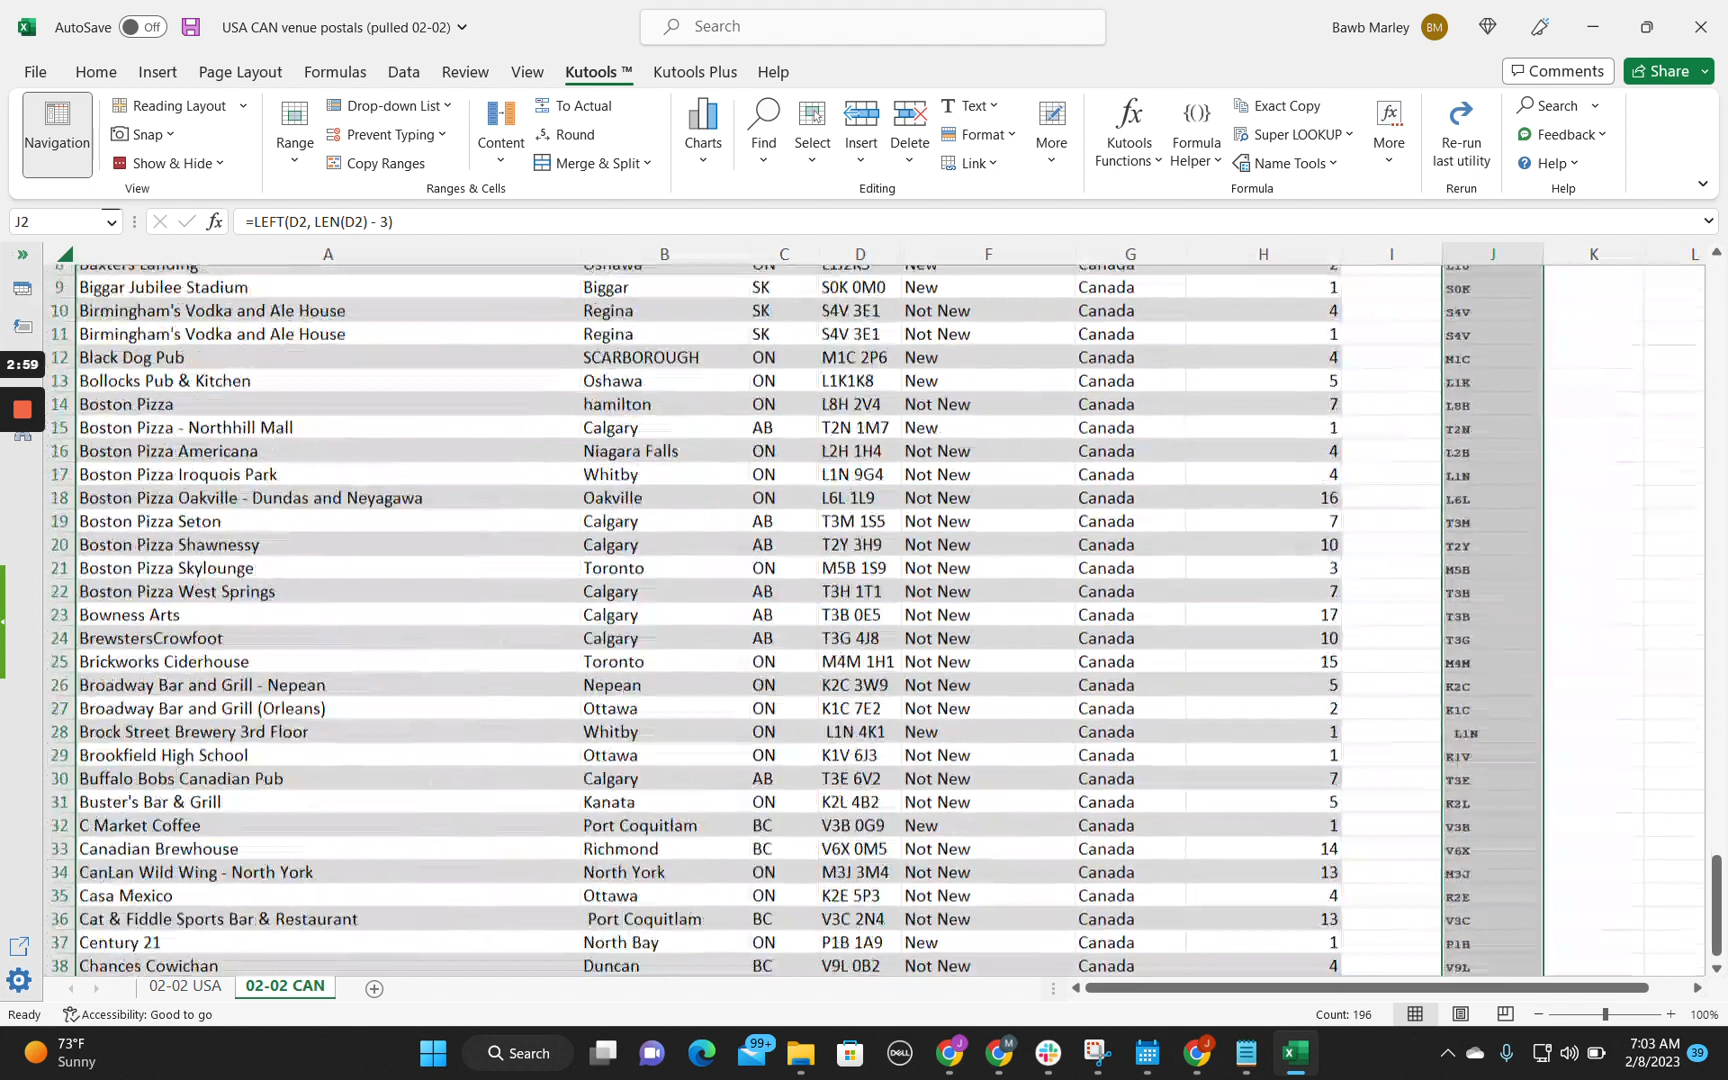 AutoSave Off USA CAN venue postals (pulled 02-02) Search Bawb Marley BM
File Home Insert Page Layout Formulas Data Review View Kutools ™ Kutools Plus Help Comments Share
Navigation Reading Layout Snap Show & Hide View
Range Drop-down List Prevent Typing Copy Ranges Content To Actual Round Merge & Split Ranges & Cells
Charts Find Select Insert Delete Text Format Link More Editing
Kutools Functions Formula Helper Exact Copy Super LOOKUP Name Tools More Formula
Re-run last utility Rerun Search Feedback Help Help
J2 fx =LEFT(D2, LEN(D2) - 3)
A B C D F G H I J K L
8 Baxters Landing Oshawa ON L1J2K5 New Canada 2 L1J
9 Biggar Jubilee Stadium Biggar SK S0K 0M0 New Canada 1 S0K
10 Birmingham's Vodka and Ale House Regina SK S4V 3E1 Not New Canada 4 S4V
11 Birmingham's Vodka and Ale House Regina SK S4V 3E1 Not New Canada 1 S4V
2:59
12 Black Dog Pub SCARBOROUGH ON M1C 2P6 New Canada 4 M1C
13 Bollocks Pub & Kitchen Oshawa ON L1K1K8 New Canada 5 L1K
14 Boston Pizza hamilton ON L8H 2V4 Not New Canada 7 L8H
15 Boston Pizza - Northhill Mall Calgary AB T2N 1M7 New Canada 1 T2N
16 Boston Pizza Americana Niagara Falls ON L2H 1H4 Not New Canada 4 L2H
17 Boston Pizza Iroquois Park Whitby ON L1N 9G4 Not New Canada 4 L1N
18 Boston Pizza Oakville - Dundas and Neyagawa Oakville ON L6L 1L9 Not New Canada 16 L6L
19 Boston Pizza Seton Calgary AB T3M 1S5 Not New Canada 7 T3M
20 Boston Pizza Shawnessy Calgary AB T2Y 3H9 Not New Canada 10 T2Y
21 Boston Pizza Skylounge Toronto ON M5B 1S9 Not New Canada 3 M5B
22 Boston Pizza West Springs Calgary AB T3H 1T1 Not New Canada 7 T3H
23 Bowness Arts Calgary AB T3B 0E5 Not New Canada 17 T3B
24 BrewstersCrowfoot Calgary AB T3G 4J8 Not New Canada 10 T3G
25 Brickworks Ciderhouse Toronto ON M4M 1H1 Not New Canada 15 M4M
26 Broadway Bar and Grill - Nepean Nepean ON K2C 3W9 Not New Canada 5 K2C
27 Broadway Bar and Grill (Orleans) Ottawa ON K1C 7E2 Not New Canada 2 K1C
28 Brock Street Brewery 3rd Floor Whitby ON L1N 4K1 New Canada 1 L1N
29 Brookfield High School Ottawa ON K1V 6J3 Not New Canada 1 K1V
30 Buffalo Bobs Canadian Pub Calgary AB T3E 6V2 Not New Canada 7 T3E
31 Buster's Bar & Grill Kanata ON K2L 4B2 Not New Canada 5 K2L
32 C Market Coffee Port Coquitlam BC V3B 0G9 New Canada 1 V3B
33 Canadian Brewhouse Richmond BC V6X 0M5 Not New Canada 14 V6X
34 CanLan Wild Wing - North York North York ON M3J 3M4 Not New Canada 13 M3J
35 Casa Mexico Ottawa ON K2E 5P3 Not New Canada 4 K2E
36 Cat & Fiddle Sports Bar & Restaurant Port Coquitlam BC V3C 2N4 Not New Canada 13 V3C
37 Century 21 North Bay ON P1B 1A9 New Canada 1 P1B
38 Chances Cowichan Duncan BC V9L 0B2 Not New Canada 4 V9L
02-02 USA 02-02 CAN
Ready Accessibility: Good to go Count: 196 100%
73°F Sunny Search 99+ DELL J M J 7:03 AM 2/8/2023 39